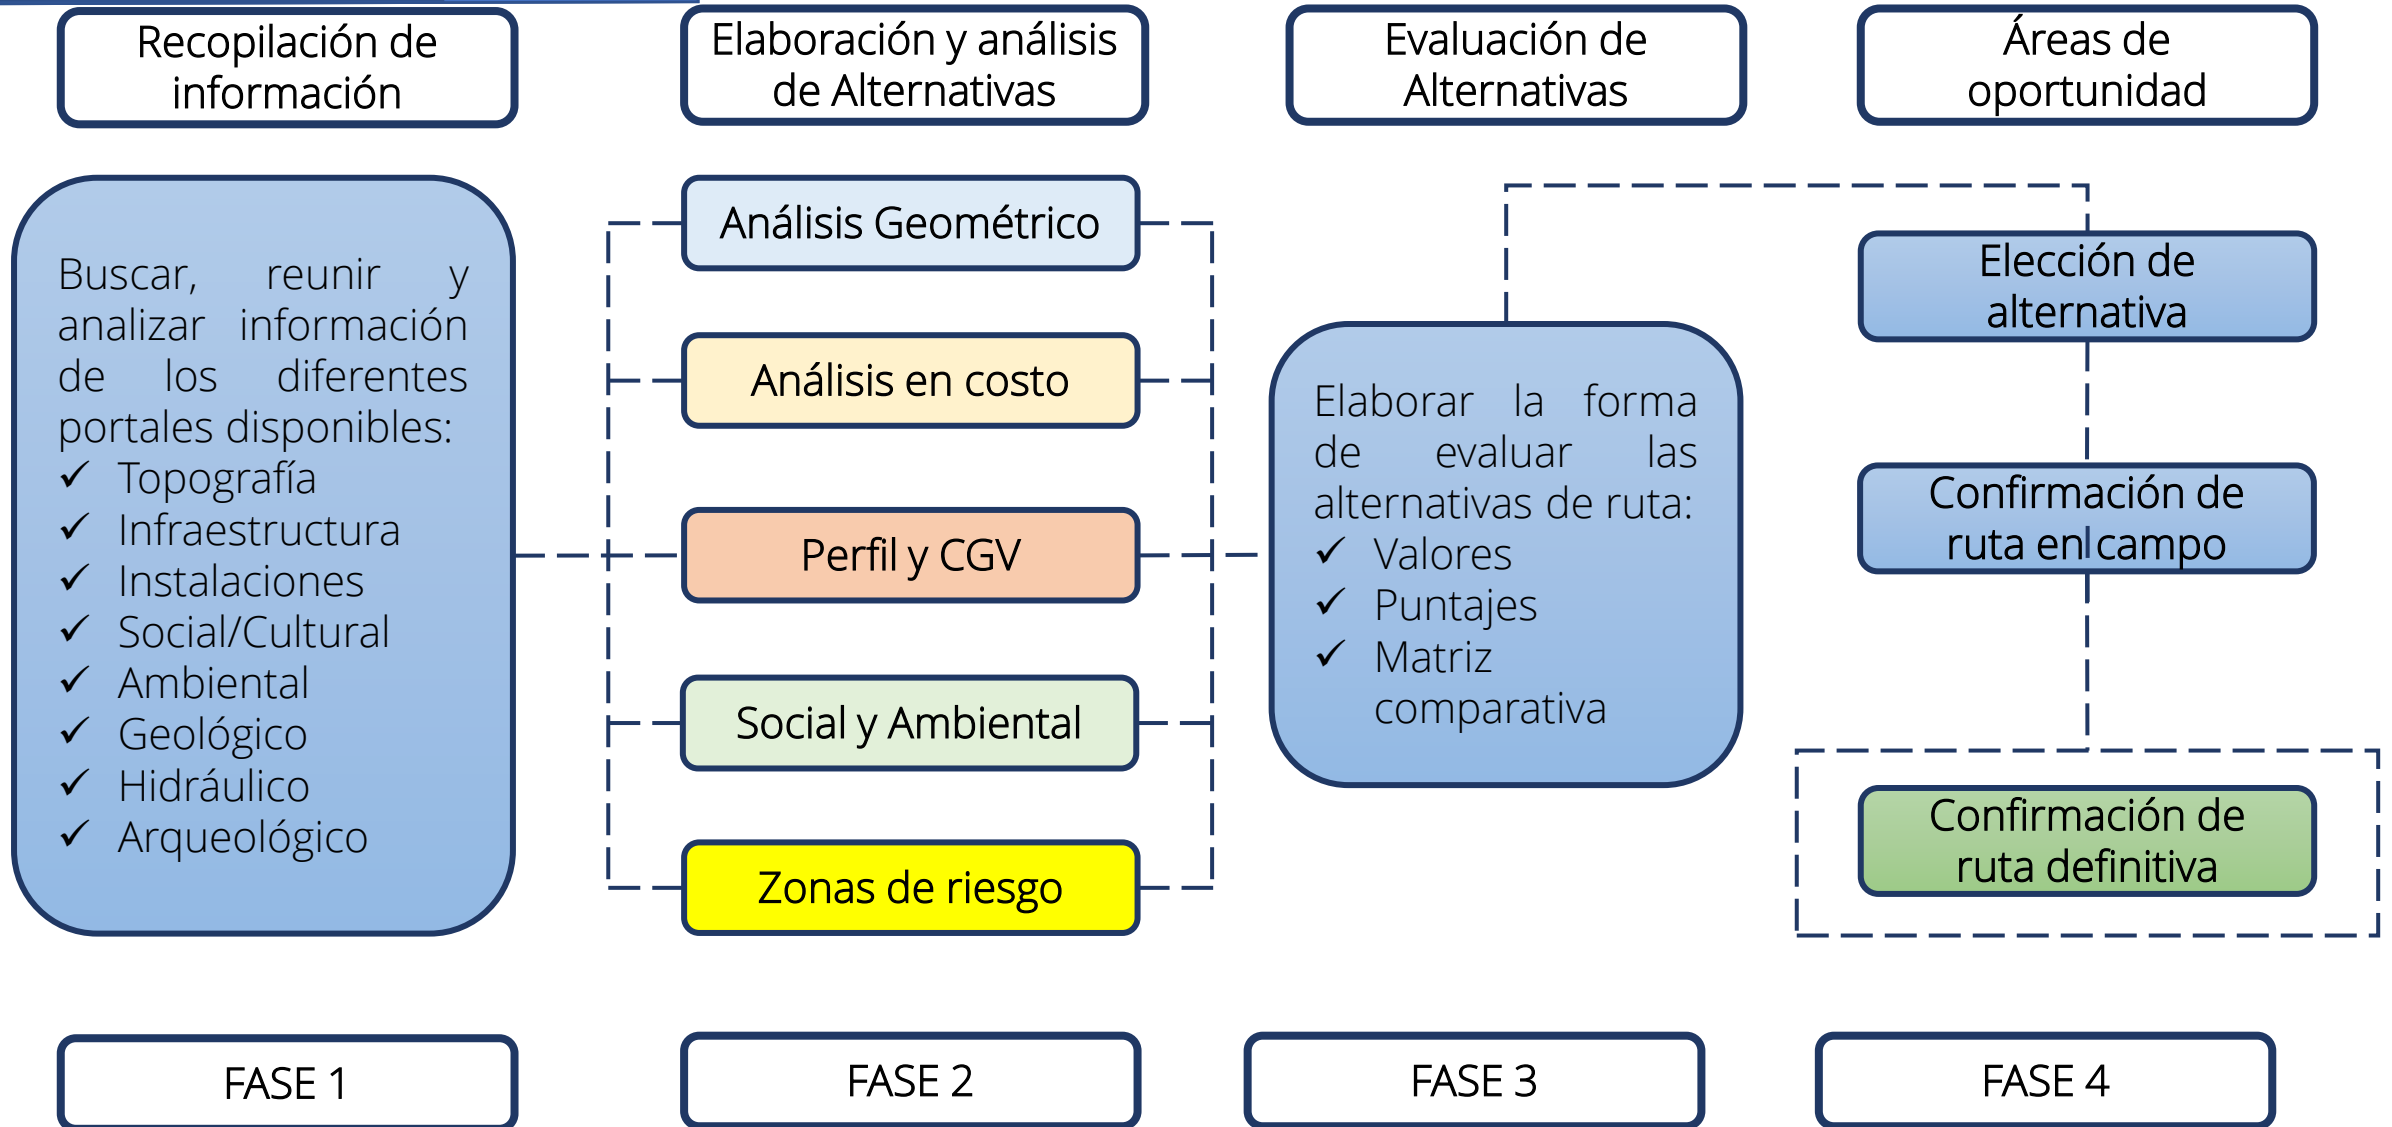 Recopilación de
información
Elaboración y análisis
de Alternativas
Evaluación de
Alternativas
Áreas de
oportunidad
Buscar, reunir y
analizar información
de los diferentes
portales disponibles:
✓ Topografía
✓ Infraestructura
✓ Instalaciones
✓ Social/Cultural
✓ Ambiental
✓ Geológico
✓ Hidráulico
✓ Arqueológico
Análisis Geométrico
Análisis en costo
Perfil y CGV
Social y Ambiental
Zonas de riesgo
Elaborar la forma
de evaluar las
alternativas de ruta:
✓ Valores
✓ Puntajes
✓ Matriz
comparativa
Elección de
alternativa
Confirmación de
ruta en campo
Confirmación de
ruta definitiva
FASE 1
FASE 2
FASE 3
FASE 4